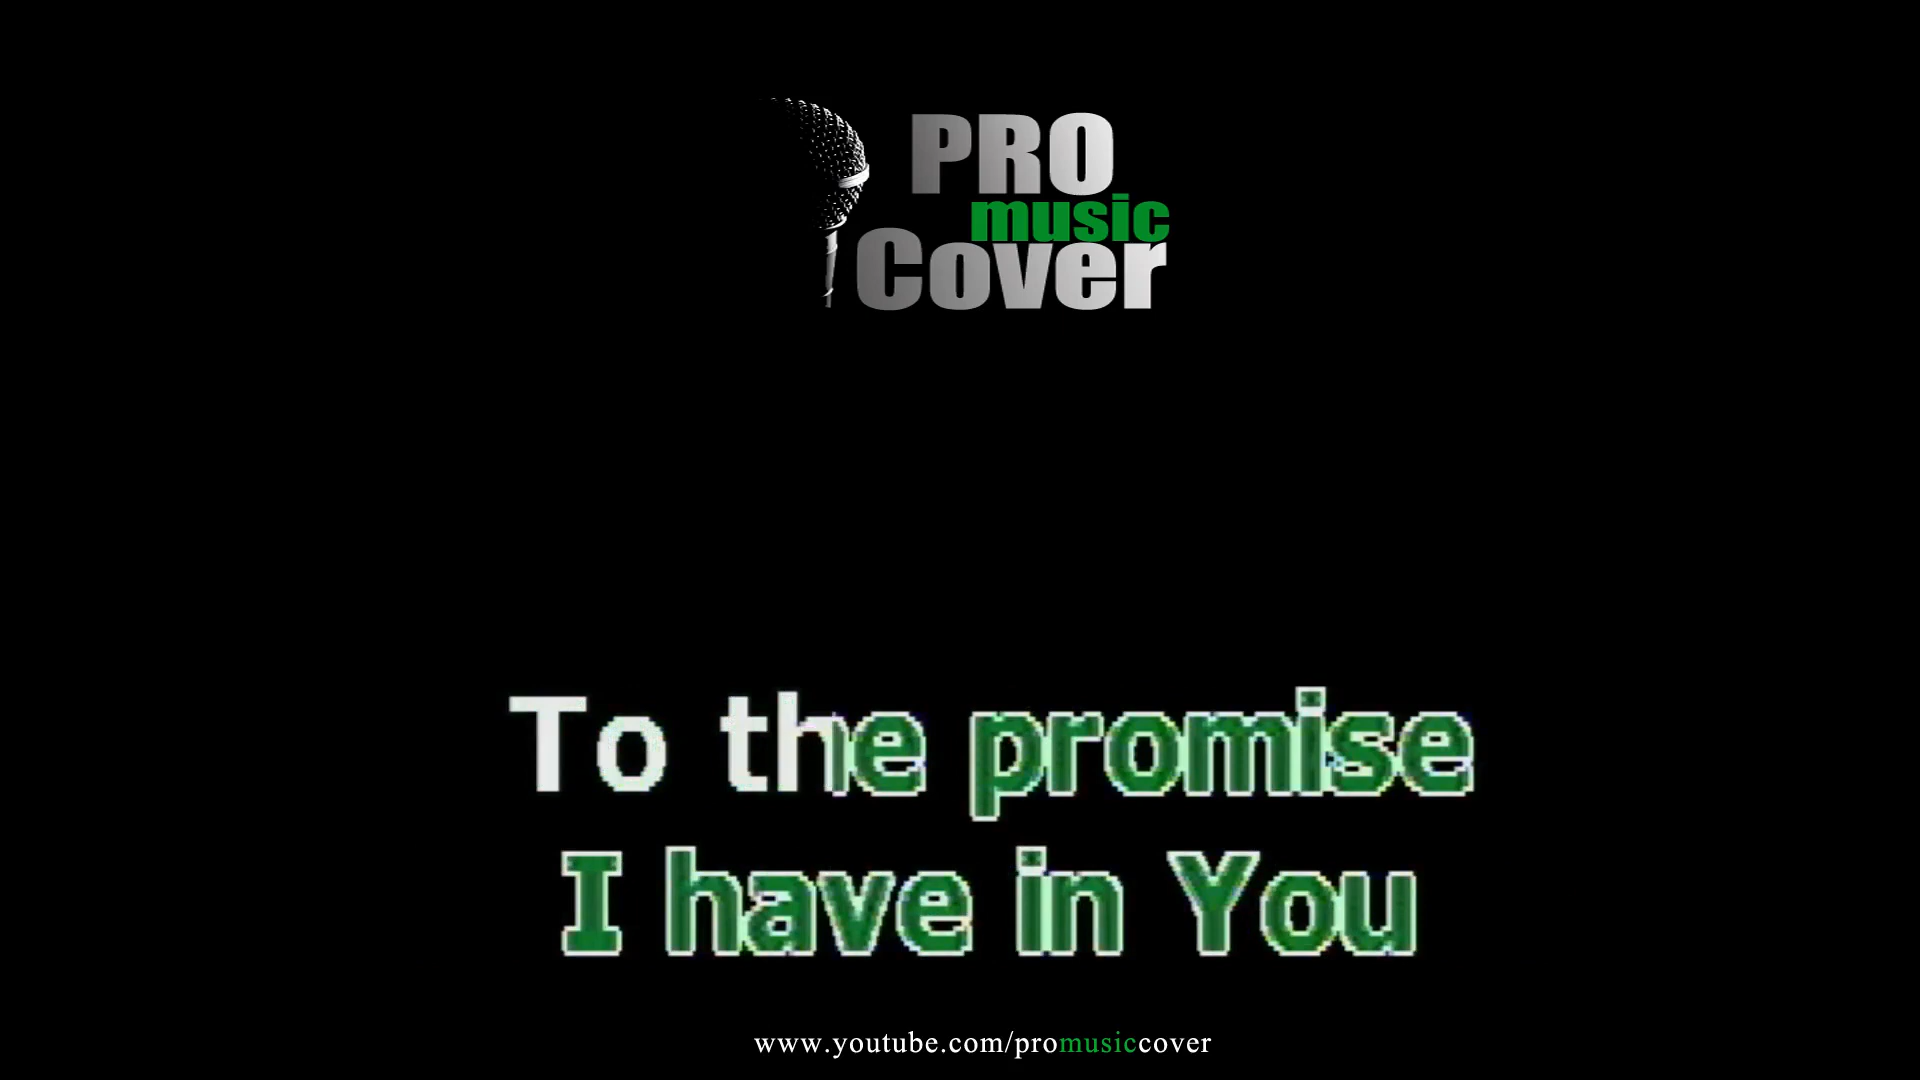 PRO
music
Cover
To the promise
I have in You
www.youtube.com/promusiccover